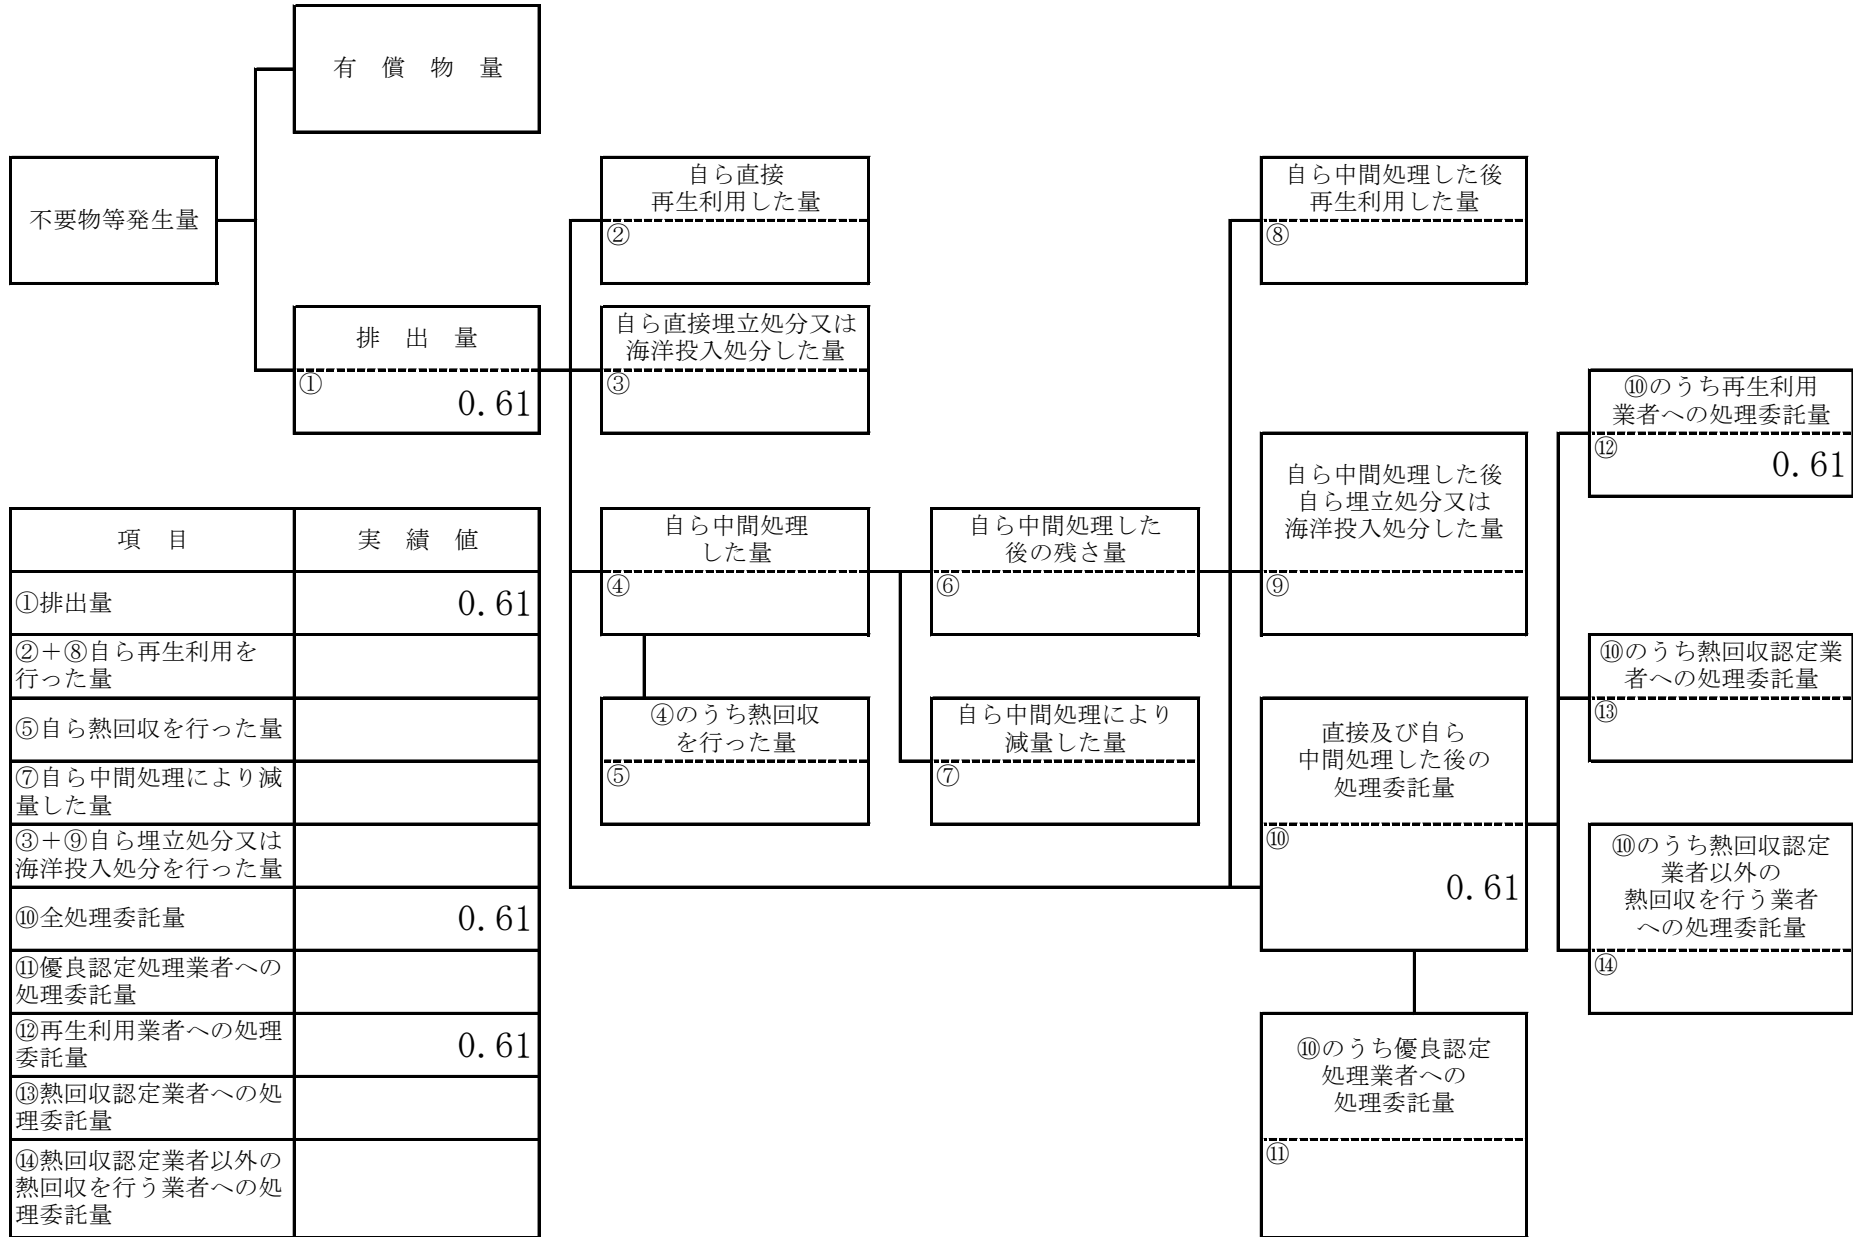 有　償　物　量
不要物等発生量
排　出　量
①
0.61
自ら直接
再生利用した量
②
自ら直接埋立処分又は
海洋投入処分した量
③
自ら中間処理
した量
④
④のうち熱回収
を行った量
⑤
自ら中間処理した
後の残さ量
⑥
自ら中間処理により
減量した量
⑦
自ら中間処理した後
再生利用した量
⑧
自ら中間処理した後
自ら埋立処分又は
海洋投入処分した量
⑨
直接及び自ら
中間処理した後の
処理委託量
⑩
0.61
⑩のうち優良認定
処理業者への
処理委託量
⑪
⑩のうち再生利用
業者への処理委託量
⑫
0.61
⑩のうち熱回収認定業
者への処理委託量
⑬
⑩のうち熱回収認定
業者以外の
熱回収を行う業者
への処理委託量
⑭
項　目　実　績　値
①排出量　0.61
②＋⑧自ら再生利用を
行った量
⑤自ら熱回収を行った量
⑦自ら中間処理により減
量した量
③＋⑨自ら埋立処分又は
海洋投入処分を行った量
⑩全処理委託量　0.61
⑪優良認定処理業者への
処理委託量
⑫再生利用業者への処理
委託量　0.61
⑬熱回収認定業者への処
理委託量
⑭熱回収認定業者以外の
熱回収を行う業者への処
理委託量